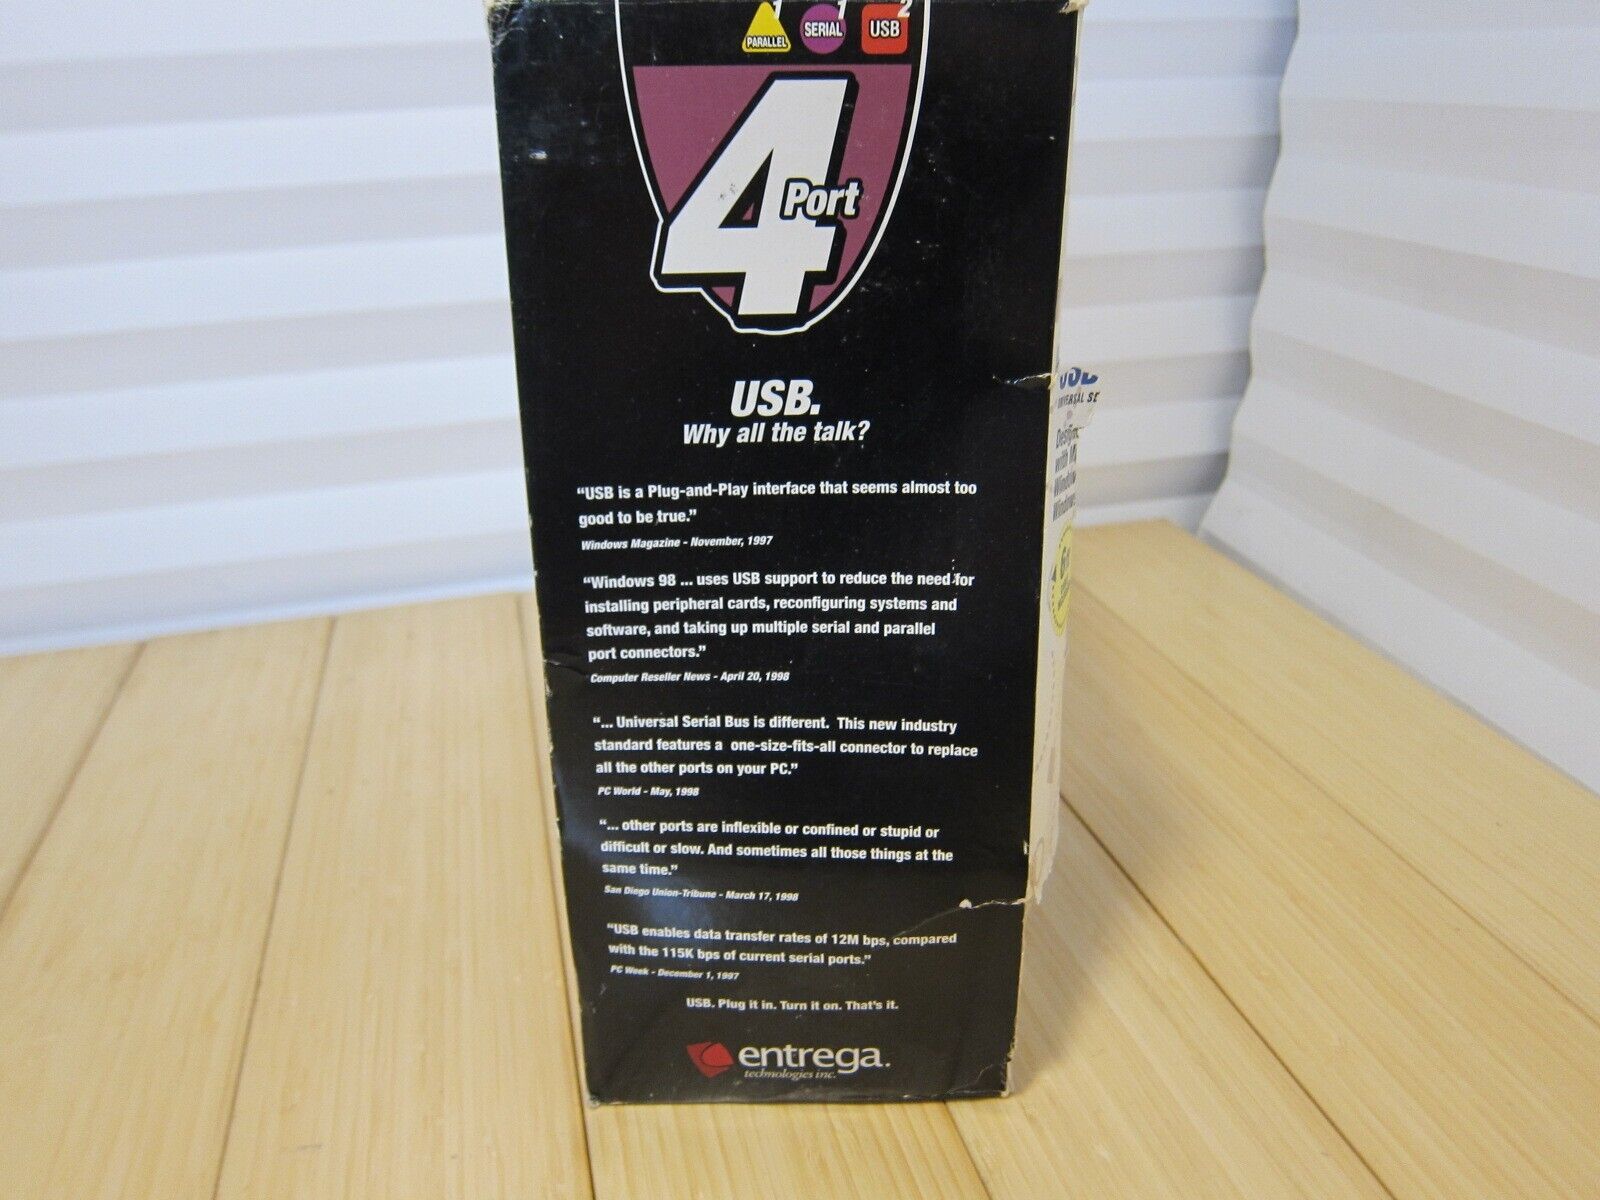 1 1 2
PARALLEL SERIAL USB
4 Port
USB.
Why all the talk?
“USB is a Plug-and-Play interface that seems almost too
good to be true.”
Windows Magazine - November, 1997
“Windows 98 ... uses USB support to reduce the need for
installing peripheral cards, reconfiguring systems and
software, and taking up multiple serial and parallel
port connectors.”
Computer Reseller News - April 20, 1998
“... Universal Serial Bus is different. This new industry
standard features a one-size-fits-all connector to replace
all the other ports on your PC.”
PC World - May, 1998
“... other ports are inflexible or confined or stupid or
difficult or slow. And sometimes all those things at the
same time.”
San Diego Union-Tribune - March 17, 1998
“USB enables data transfer rates of 12M bps, compared
with the 115K bps of current serial ports.”
PC Week - December 1, 1997
USB. Plug it in. Turn it on. That's it.
entrega.
technologies inc.
USB
with